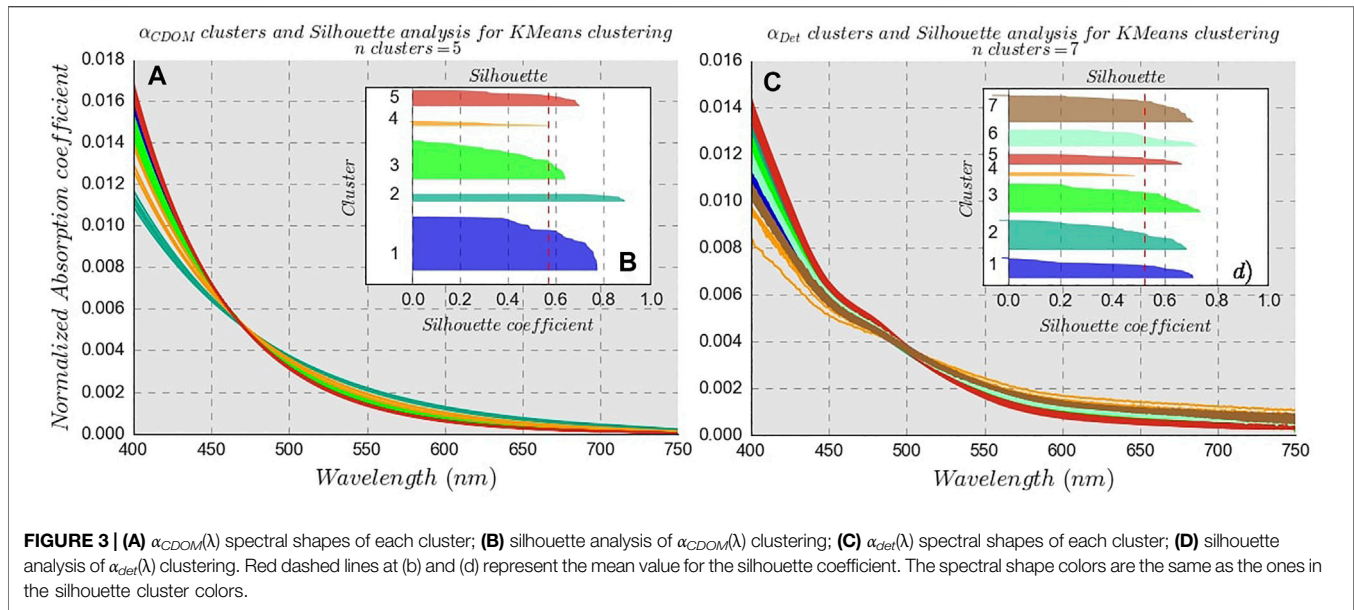 α_CDOM clusters and Silhouette analysis for KMeans clustering
n clusters = 5
0.018
0.016
0.014
0.012
0.010
0.008
0.006
0.004
0.002
0.000
Normalized Absorption coefficient
A
Silhouette
5
4
3
2
1
Cluster
B
0.0 0.2 0.4 0.6 0.8 1.0
Silhouette coefficient
400 450 500 550 600 650 700 750
Wavelength (nm)
α_Det clusters and Silhouette analysis for KMeans clustering
n clusters = 7
0.016
0.014
0.012
0.010
0.008
0.006
0.004
0.002
0.000
C
Silhouette
7
6
5
4
3
2
1
Cluster
d)
0.0 0.2 0.4 0.6 0.8 1.0
Silhouette coefficient
400 450 500 550 600 650 700 750
Wavelength (nm)
FIGURE 3 | (A) α_CDOM(λ) spectral shapes of each cluster; (B) silhouette analysis of α_CDOM(λ) clustering; (C) α_det(λ) spectral shapes of each cluster; (D) silhouette
analysis of α_det(λ) clustering. Red dashed lines at (b) and (d) represent the mean value for the silhouette coefficient. The spectral shape colors are the same as the ones in
the silhouette cluster colors.